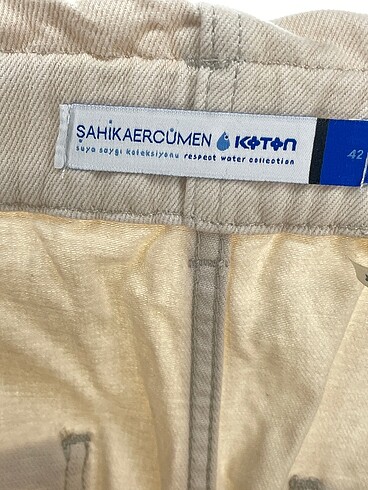 ŞAHİKAERCÜMEN KOTON 42
suya saygı koleksiyonu respect water collection